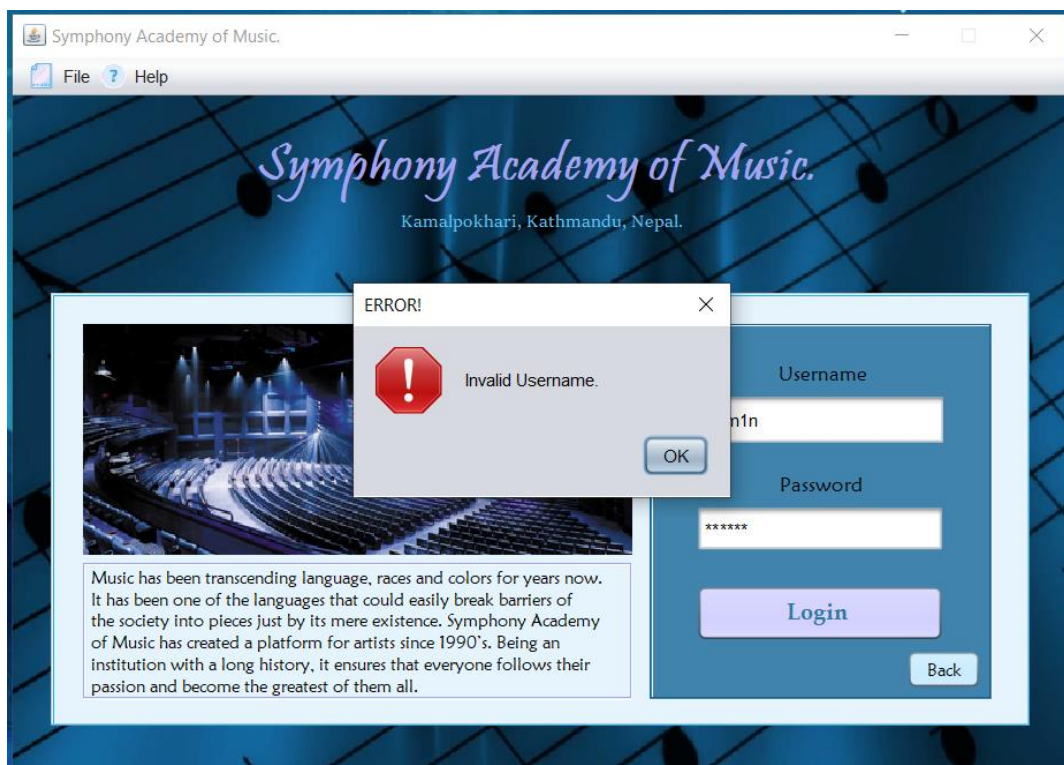 Symphony Academy of Music.
File ? Help
Symphony Academy of Music.
Kamalpokhari, Kathmandu, Nepal.
ERROR!
Invalid Username.
OK
Username
n1n
Password
******
Login
Back
Music has been transcending language, races and colors for years now.
It has been one of the languages that could easily break barriers of
the society into pieces just by its mere existence. Symphony Academy
of Music has created a platform for artists since 1990's. Being an
institution with a long history, it ensures that everyone follows their
passion and become the greatest of them all.